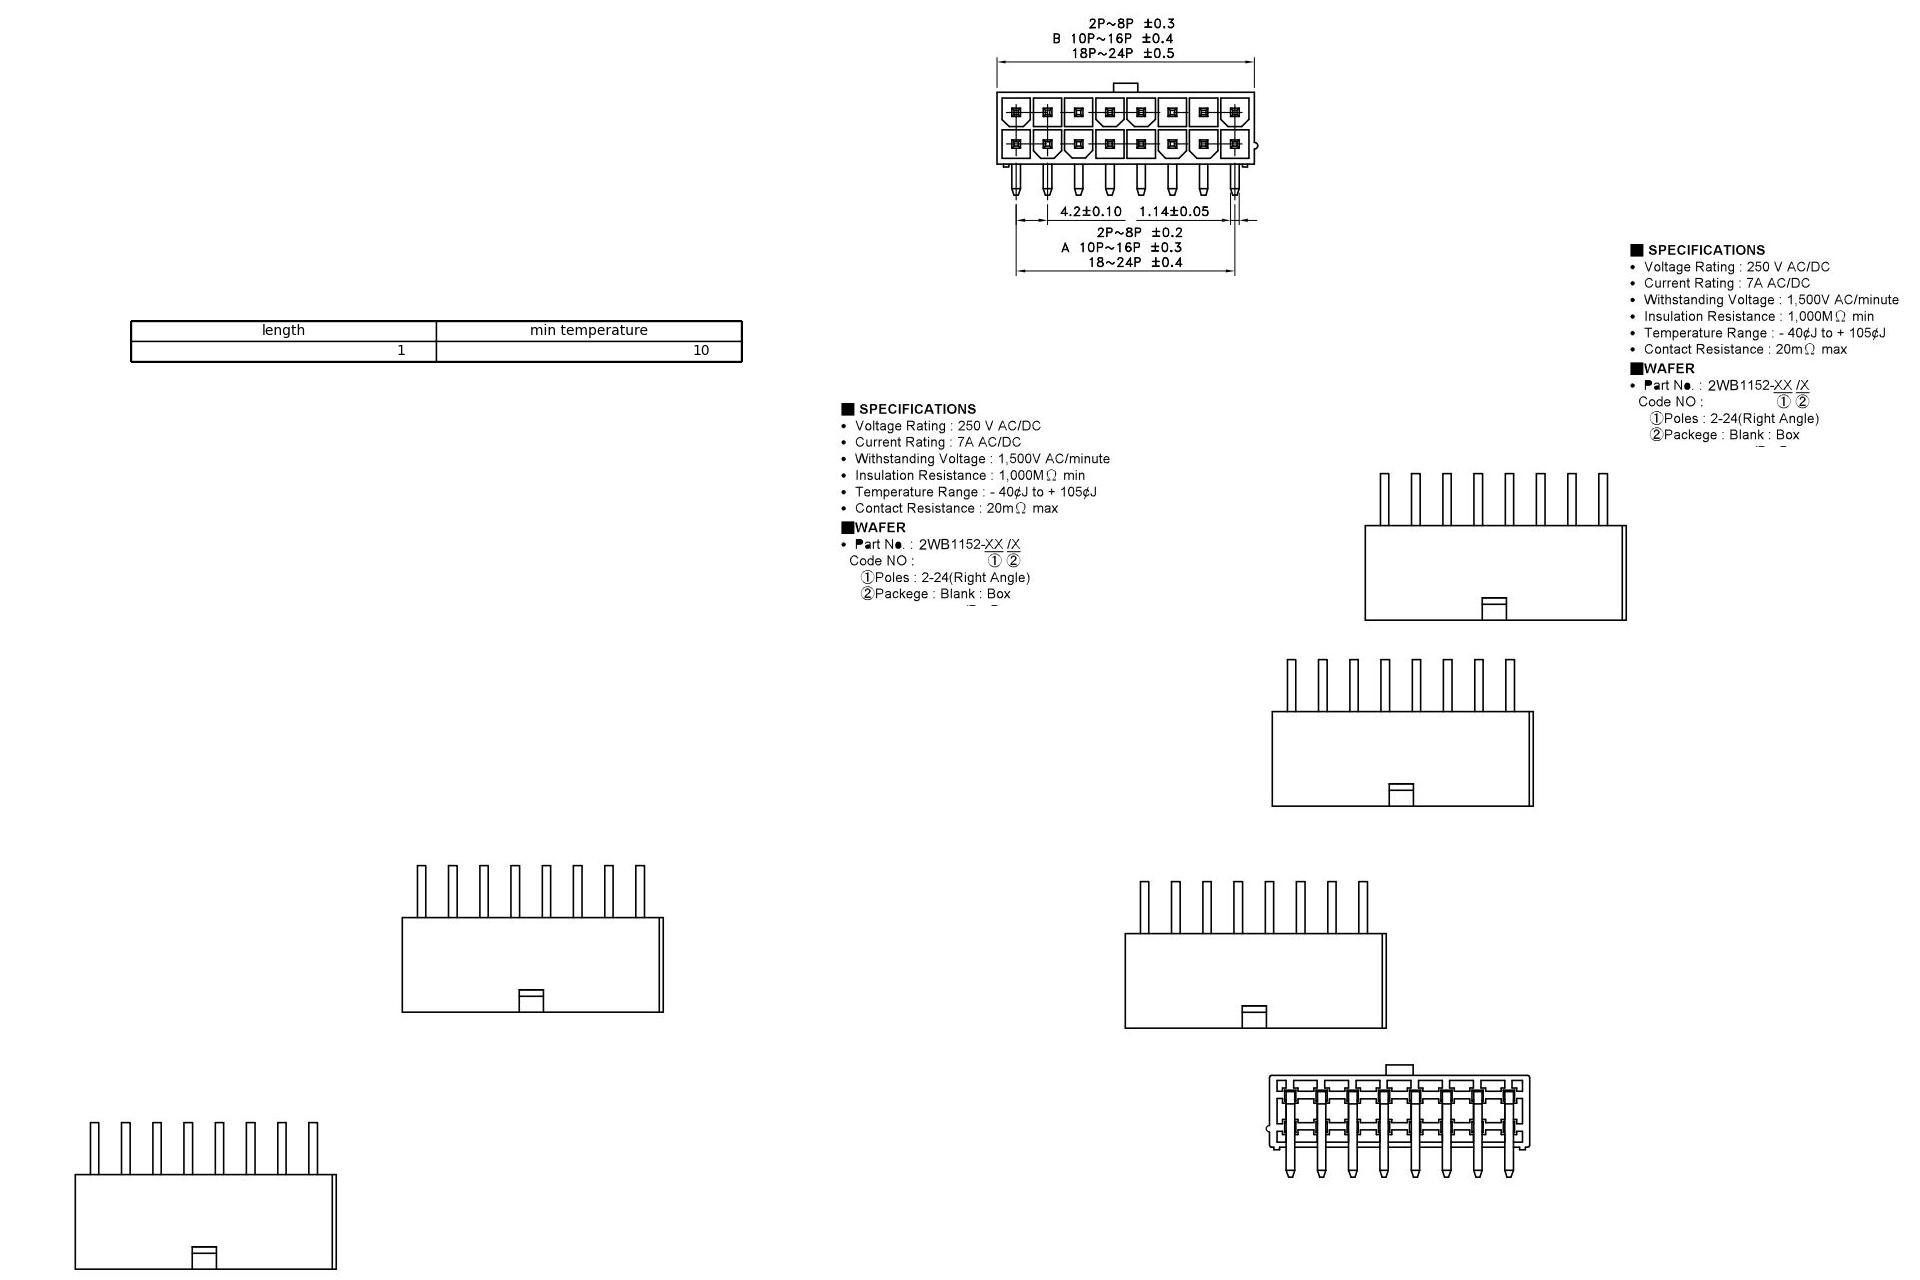 2P~8P ±0.3
B 10P~16P ±0.4
18P~24P ±0.5
4.2±0.10 1.14±0.05
2P~8P ±0.2
A 10P~16P ±0.3
18~24P ±0.4
length min temperature
1 10
■ SPECIFICATIONS
• Voltage Rating : 250 V AC/DC
• Current Rating : 7A AC/DC
• Withstanding Voltage : 1,500V AC/minute
• Insulation Resistance : 1,000MΩ min
• Temperature Range : - 40¢J to + 105¢J
• Contact Resistance : 20mΩ max
■WAFER
• Part No. : 2WB1152-XX /X
Code NO : ① ②
①Poles : 2-24(Right Angle)
②Packege : Blank : Box
■ SPECIFICATIONS
• Voltage Rating : 250 V AC/DC
• Current Rating : 7A AC/DC
• Withstanding Voltage : 1,500V AC/minute
• Insulation Resistance : 1,000MΩ min
• Temperature Range : - 40¢J to + 105¢J
• Contact Resistance : 20mΩ max
■WAFER
• Part No. : 2WB1152-XX /X
Code NO : ① ②
①Poles : 2-24(Right Angle)
②Packege : Blank : Box